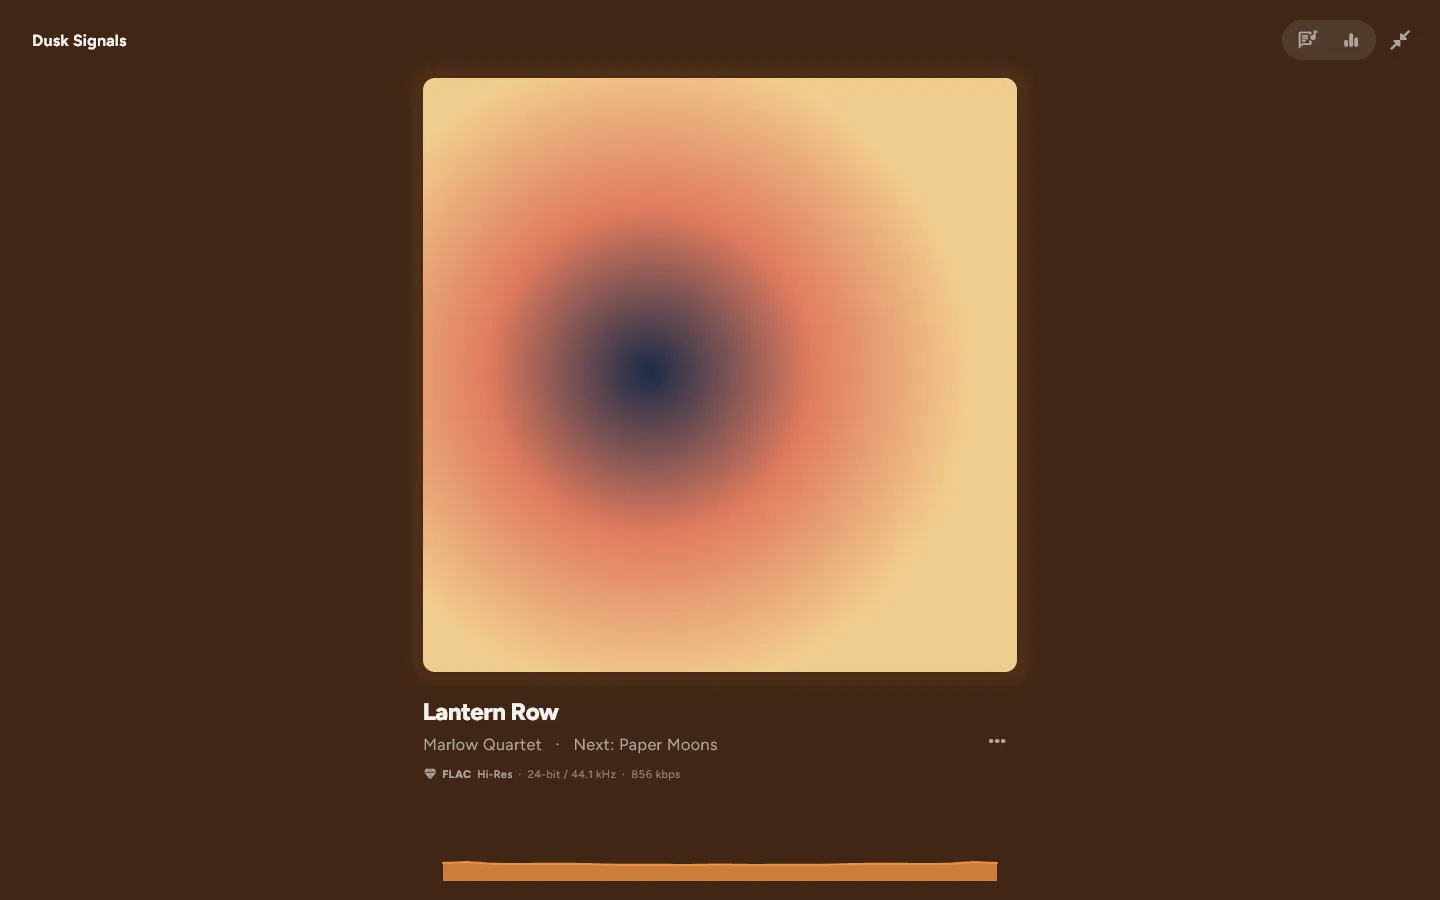 Dusk Signals
Lantern Row
Marlow Quartet · Next: Paper Moons
FLAC Hi-Res · 24-bit / 44.1 kHz · 856 kbps